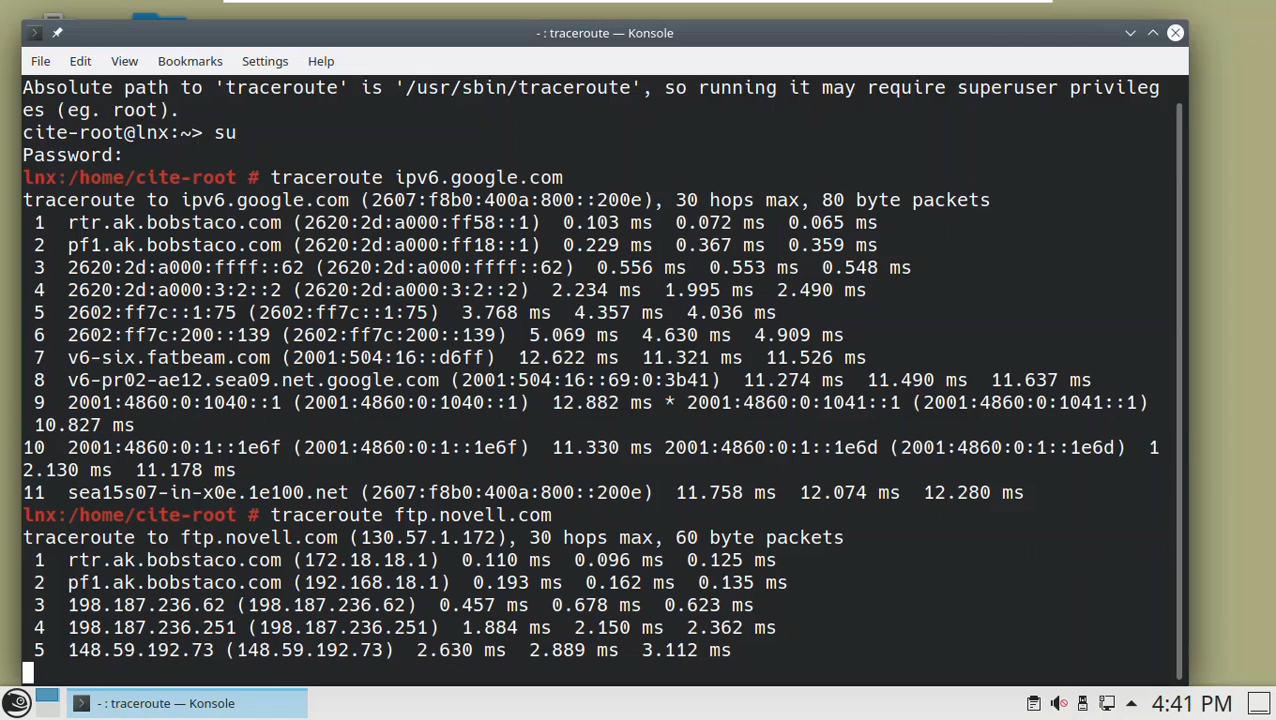 - : traceroute — Konsole
File Edit View Bookmarks Settings Help
Absolute path to 'traceroute' is '/usr/sbin/traceroute', so running it may require superuser privileg
es (eg. root).
cite-root@lnx:~> su
Password:
lnx:/home/cite-root # traceroute ipv6.google.com
traceroute to ipv6.google.com (2607:f8b0:400a:800::200e), 30 hops max, 80 byte packets
1 rtr.ak.bobstaco.com (2620:2d:a000:ff58::1) 0.103 ms 0.072 ms 0.065 ms
2 pf1.ak.bobstaco.com (2620:2d:a000:ff18::1) 0.229 ms 0.367 ms 0.359 ms
3 2620:2d:a000:ffff::62 (2620:2d:a000:ffff::62) 0.556 ms 0.553 ms 0.548 ms
4 2620:2d:a000:3:2::2 (2620:2d:a000:3:2::2) 2.234 ms 1.995 ms 2.490 ms
5 2602:ff7c::1:75 (2602:ff7c::1:75) 3.768 ms 4.357 ms 4.036 ms
6 2602:ff7c:200::139 (2602:ff7c:200::139) 5.069 ms 4.630 ms 4.909 ms
7 v6-six.fatbeam.com (2001:504:16::d6ff) 12.622 ms 11.321 ms 11.526 ms
8 v6-pr02-ae12.sea09.net.google.com (2001:504:16::69:0:3b41) 11.274 ms 11.490 ms 11.637 ms
9 2001:4860:0:1040::1 (2001:4860:0:1040::1) 12.882 ms * 2001:4860:0:1041::1 (2001:4860:0:1041::1)
10.827 ms
10 2001:4860:0:1::1e6f (2001:4860:0:1::1e6f) 11.330 ms 2001:4860:0:1::1e6d (2001:4860:0:1::1e6d) 1
2.130 ms 11.178 ms
11 sea15s07-in-x0e.1e100.net (2607:f8b0:400a:800::200e) 11.758 ms 12.074 ms 12.280 ms
lnx:/home/cite-root # traceroute ftp.novell.com
traceroute to ftp.novell.com (130.57.1.172), 30 hops max, 60 byte packets
1 rtr.ak.bobstaco.com (172.18.18.1) 0.110 ms 0.096 ms 0.125 ms
2 pf1.ak.bobstaco.com (192.168.18.1) 0.193 ms 0.162 ms 0.135 ms
3 198.187.236.62 (198.187.236.62) 0.457 ms 0.678 ms 0.623 ms
4 198.187.236.251 (198.187.236.251) 1.884 ms 2.150 ms 2.362 ms
5 148.59.192.73 (148.59.192.73) 2.630 ms 2.889 ms 3.112 ms
- : traceroute — Konsole
4:41 PM